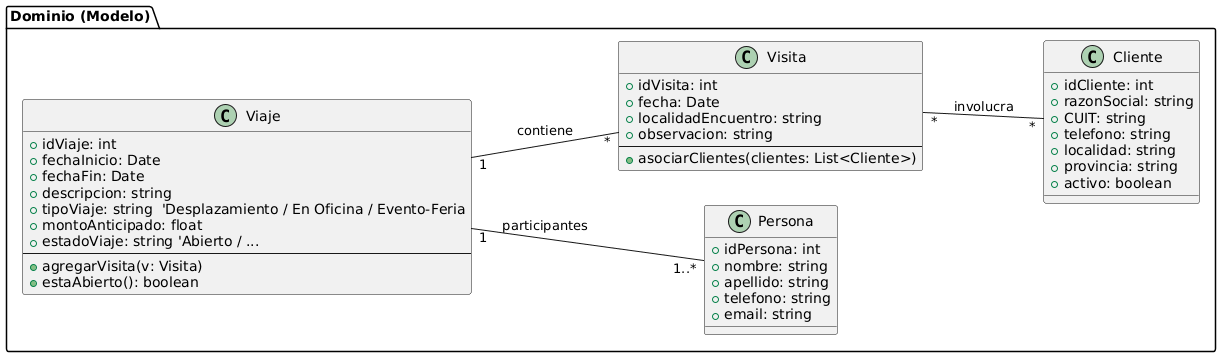 Dominio (Modelo)
C Viaje
idViaje: int
fechaInicio: Date
fechaFin: Date
descripcion: string
tipoViaje: string  'Desplazamiento / En Oficina / Evento-Feria
montoAnticipado: float
estadoViaje: string 'Abierto / ...
agregarVisita(v: Visita)
estaAbierto(): boolean
contiene
1
*
participantes
1
1..*
C Visita
idVisita: int
fecha: Date
localidadEncuentro: string
observacion: string
asociarClientes(clientes: List<Cliente>)
involucra
*
*
C Persona
idPersona: int
nombre: string
apellido: string
telefono: string
email: string
C Cliente
idCliente: int
razonSocial: string
CUIT: string
telefono: string
localidad: string
provincia: string
activo: boolean